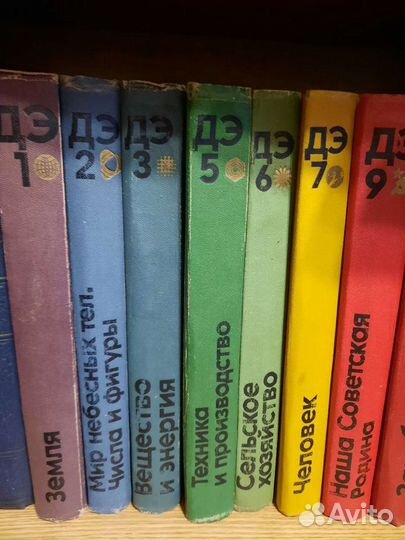 ДЭ
1
Земля
ДЭ
2
Мир небесных тел.
Числа и фигуры
ДЭ
3
Вещество
и энергия
ДЭ
5
Техника
и производство
ДЭ
6
Сельское
хозяйство
ДЭ
7
Человек
ДЭ
9
Наша Советская
Родина
Avito